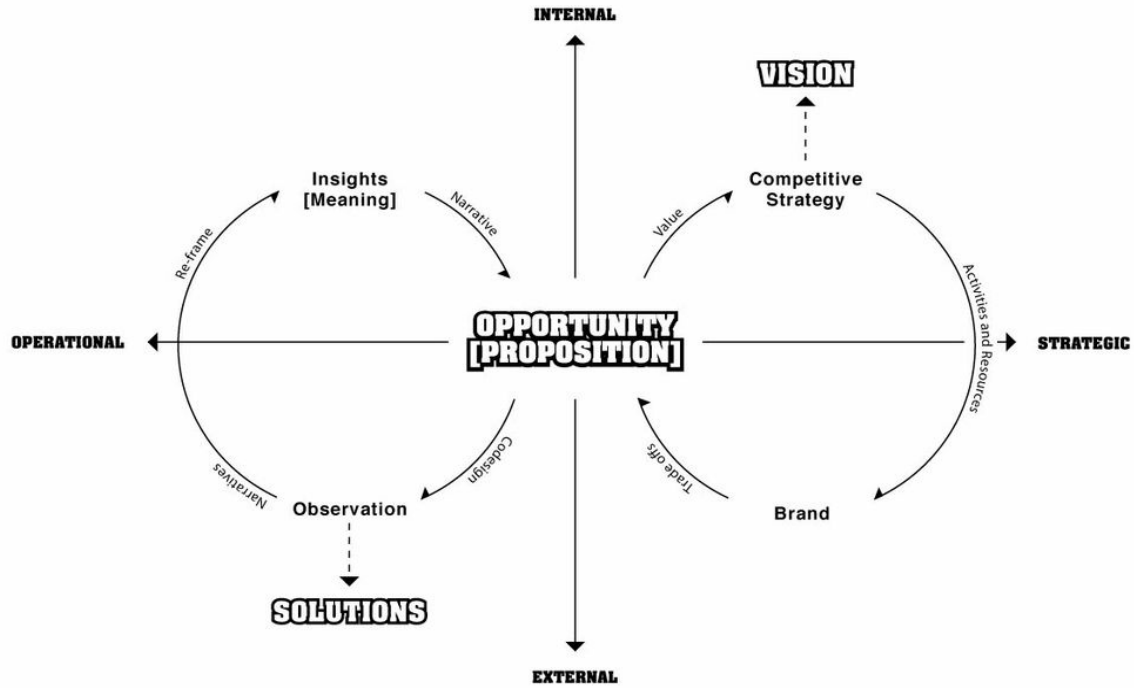 INTERNAL
VISION
Insights
[Meaning]
Narrative
Value
Competitive
Strategy
Re-frame
Activities and Resources
OPERATIONAL
OPPORTUNITY
[PROPOSITION]
STRATEGIC
Narratives
Codesign
Trade offs
Observation
Brand
SOLUTIONS
EXTERNAL